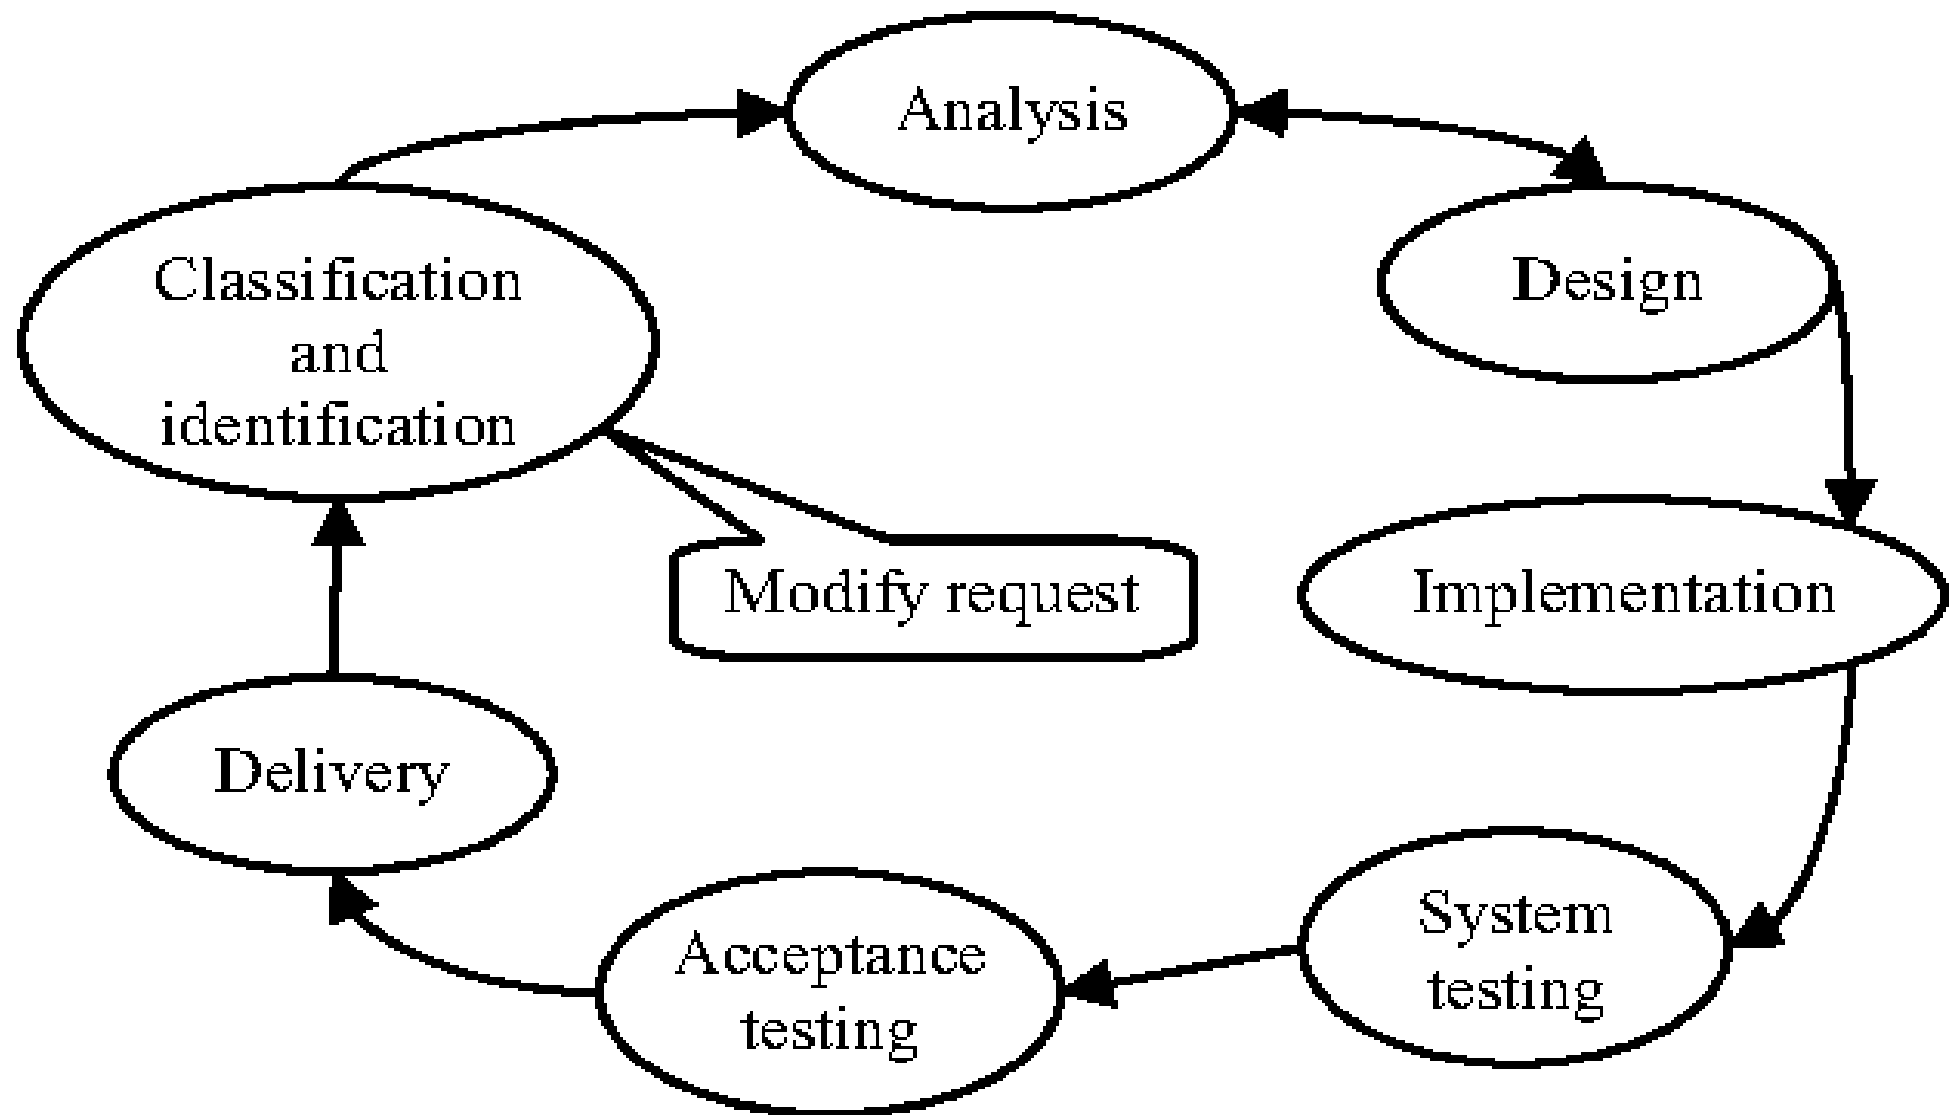 Analysis
Classification
and
identification
Design
Modify request
Implementation
Delivery
System
testing
Acceptance
testing